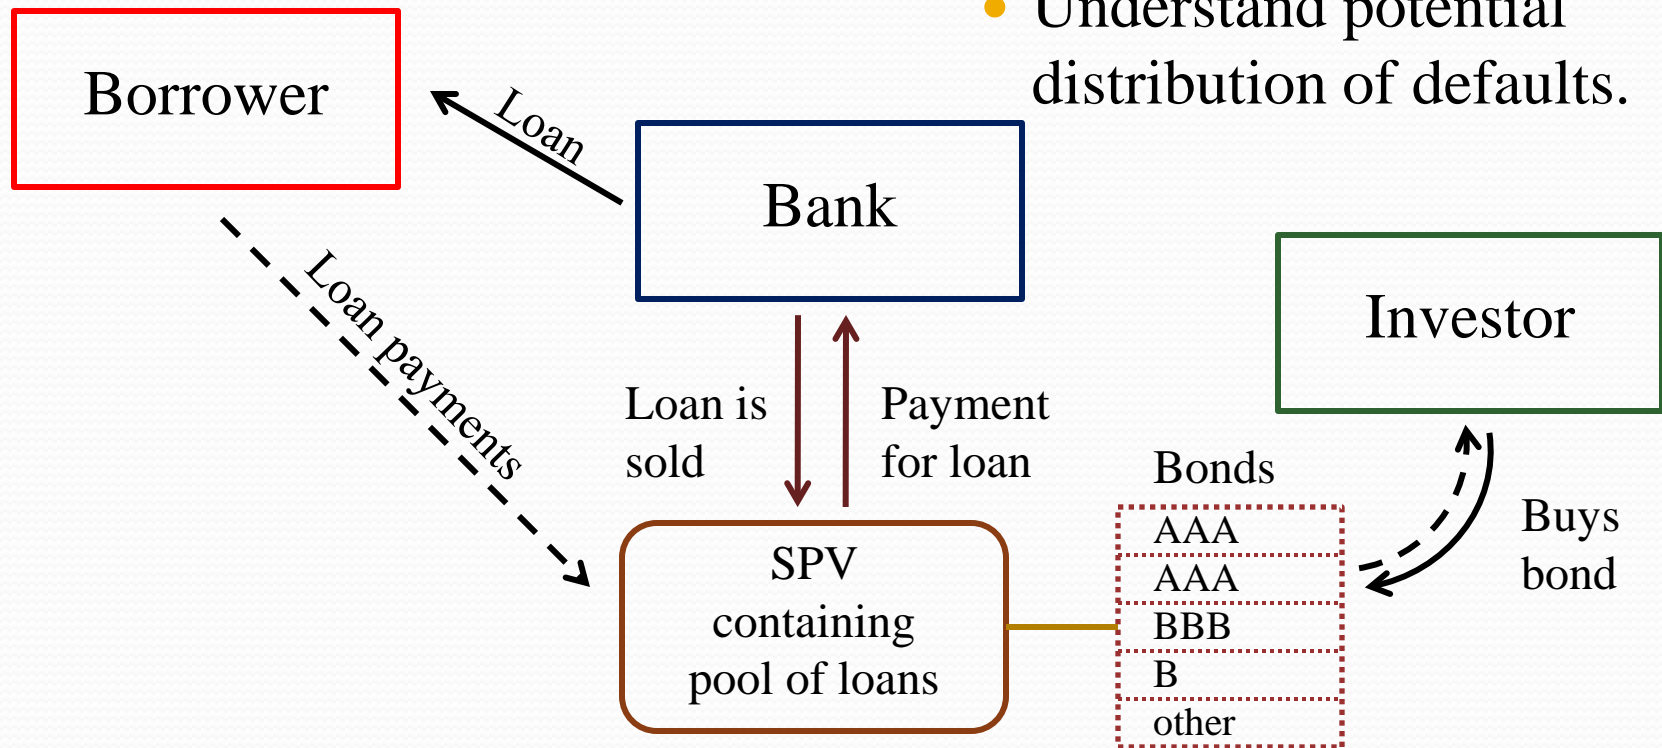 Understand potential
distribution of defaults.
Borrower
Loan
Bank
Investor
Loan payments
Loan is
sold
Payment
for loan
Bonds
AAA
AAA
BBB
B
other
Buys
bond
SPV
containing
pool of loans